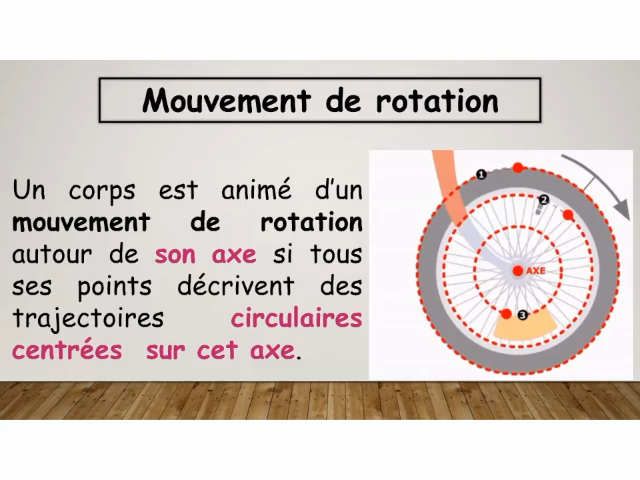 Mouvement de rotation
Un corps est animé d'un
mouvement de rotation
autour de son axe si tous
ses points décrivent des
trajectoires circulaires
centrées sur cet axe.
1
2
AXE
3